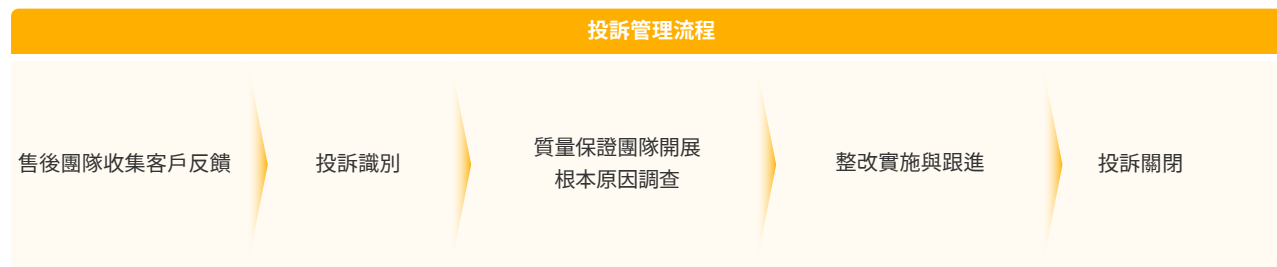 投訴管理流程
售後團隊收集客戶反饋
投訴識別
質量保證團隊開展
根本原因調查
整改實施與跟進
投訴關閉